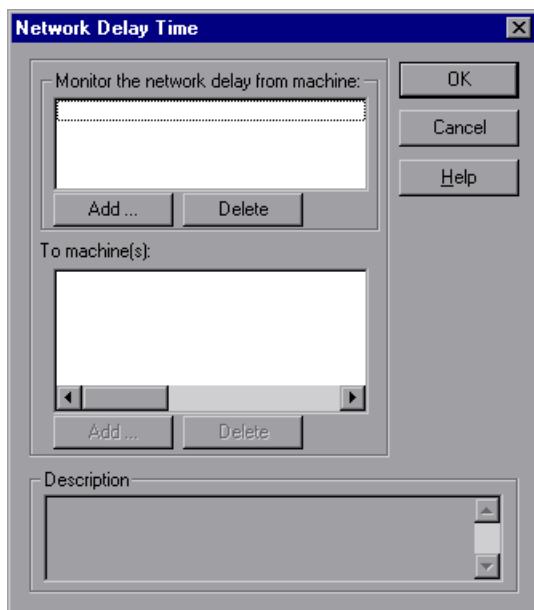 Network Delay Time
Monitor the network delay from machine:
OK
Cancel
Help
Add ...
Delete
To machine(s):
Add ...
Delete
Description